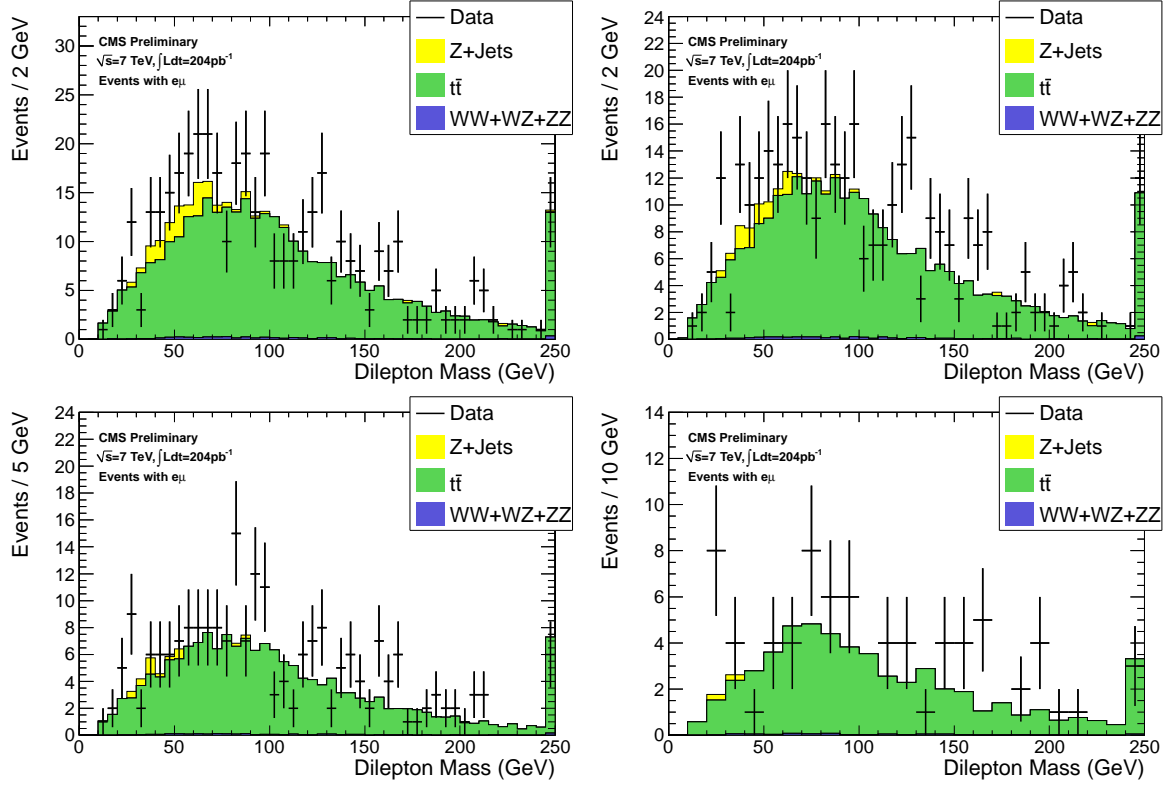 Events / 2 GeV
30
25
20
15
10
5
0
CMS Preliminary
√s=7 TeV, ∫Ldt=204pb⁻¹
Events with eμ
Data
Z+Jets
tt̄
WW+WZ+ZZ
0 50 100 150 200 250
Dilepton Mass (GeV)
Events / 2 GeV
24
22
20
18
16
14
12
10
8
6
4
2
0
CMS Preliminary
√s=7 TeV, ∫Ldt=204pb⁻¹
Events with eμ
Data
Z+Jets
tt̄
WW+WZ+ZZ
0 50 100 150 200 250
Dilepton Mass (GeV)
Events / 5 GeV
24
22
20
18
16
14
12
10
8
6
4
2
0
CMS Preliminary
√s=7 TeV, ∫Ldt=204pb⁻¹
Events with eμ
Data
Z+Jets
tt̄
WW+WZ+ZZ
0 50 100 150 200 250
Dilepton Mass (GeV)
Events / 10 GeV
14
12
10
8
6
4
2
0
CMS Preliminary
√s=7 TeV, ∫Ldt=204pb⁻¹
Events with eμ
Data
Z+Jets
tt̄
WW+WZ+ZZ
0 50 100 150 200 250
Dilepton Mass (GeV)